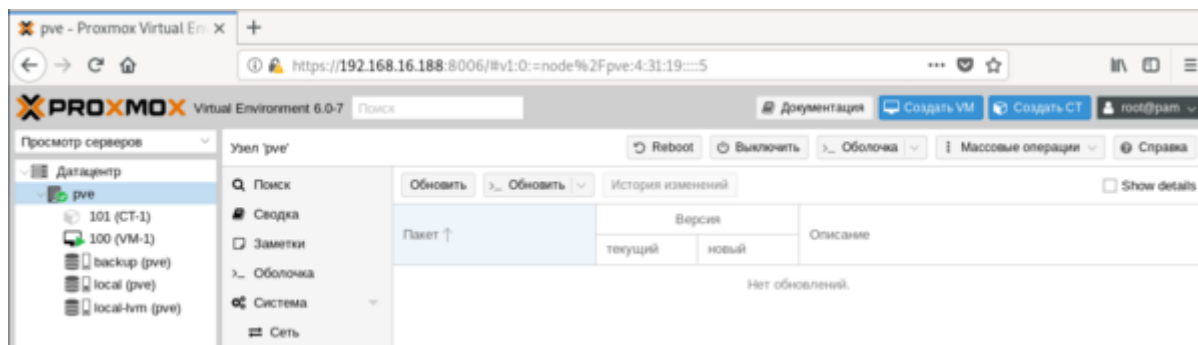 pve - Proxmox Virtual En
https://192.168.16.188:8006/#v1:0:=node%2Fpve:4:31:19::::5
PROXMOX Virtual Environment 6.0-7 Поиск Документация Создать VM Создать CT root@pam
Просмотр серверов Узел 'pve' Reboot Выключить Оболочка Массовые операции Справка
Датацентр Поиск Обновить >_ Обновить История изменений Show details
pve
101 (CT-1) Сводка Пакет ↑ Версия Описание
100 (VM-1) Заметки текущий новый
backup (pve) >_ Оболочка Нет обновлений.
local (pve)
local-lvm (pve) Система
Сеть